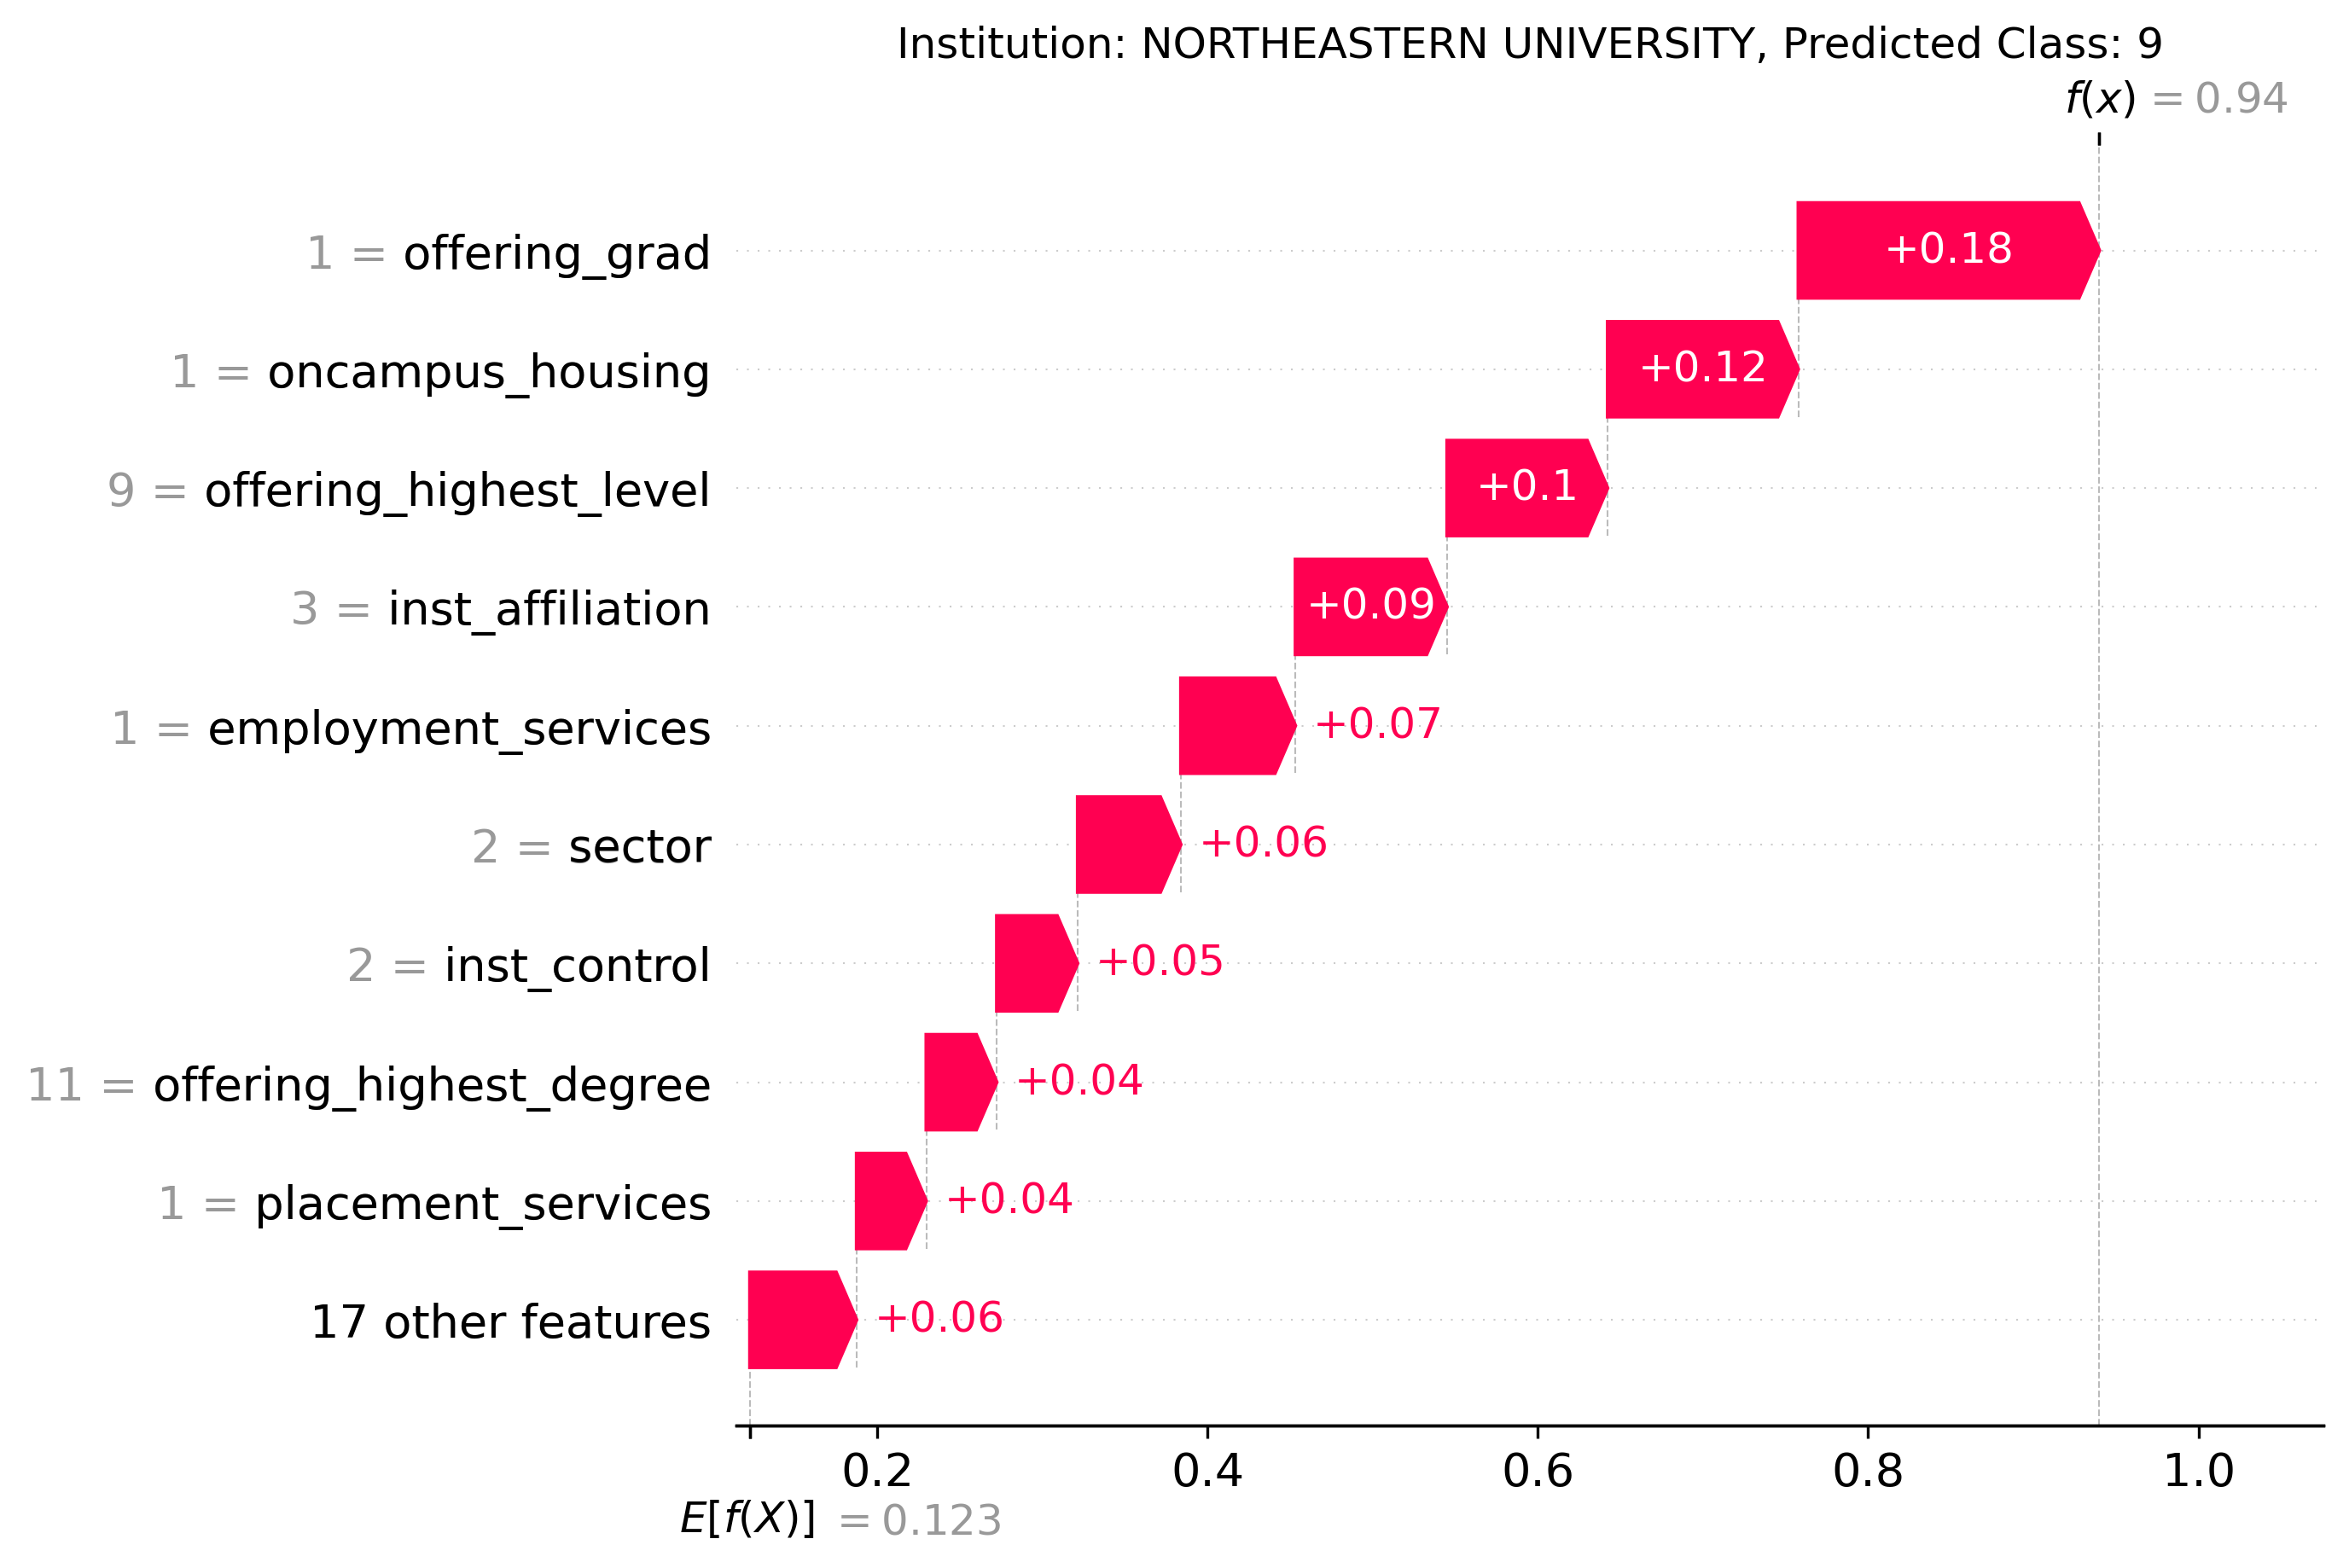 Institution: NORTHEASTERN UNIVERSITY, Predicted Class: 9
f(x) = 0.94
1 = offering_grad +0.18
1 = oncampus_housing +0.12
9 = offering_highest_level +0.1
3 = inst_affiliation +0.09
1 = employment_services +0.07
2 = sector +0.06
2 = inst_control +0.05
11 = offering_highest_degree +0.04
1 = placement_services +0.04
17 other features +0.06
0.2 0.4 0.6 0.8 1.0
E[f(X)] = 0.123